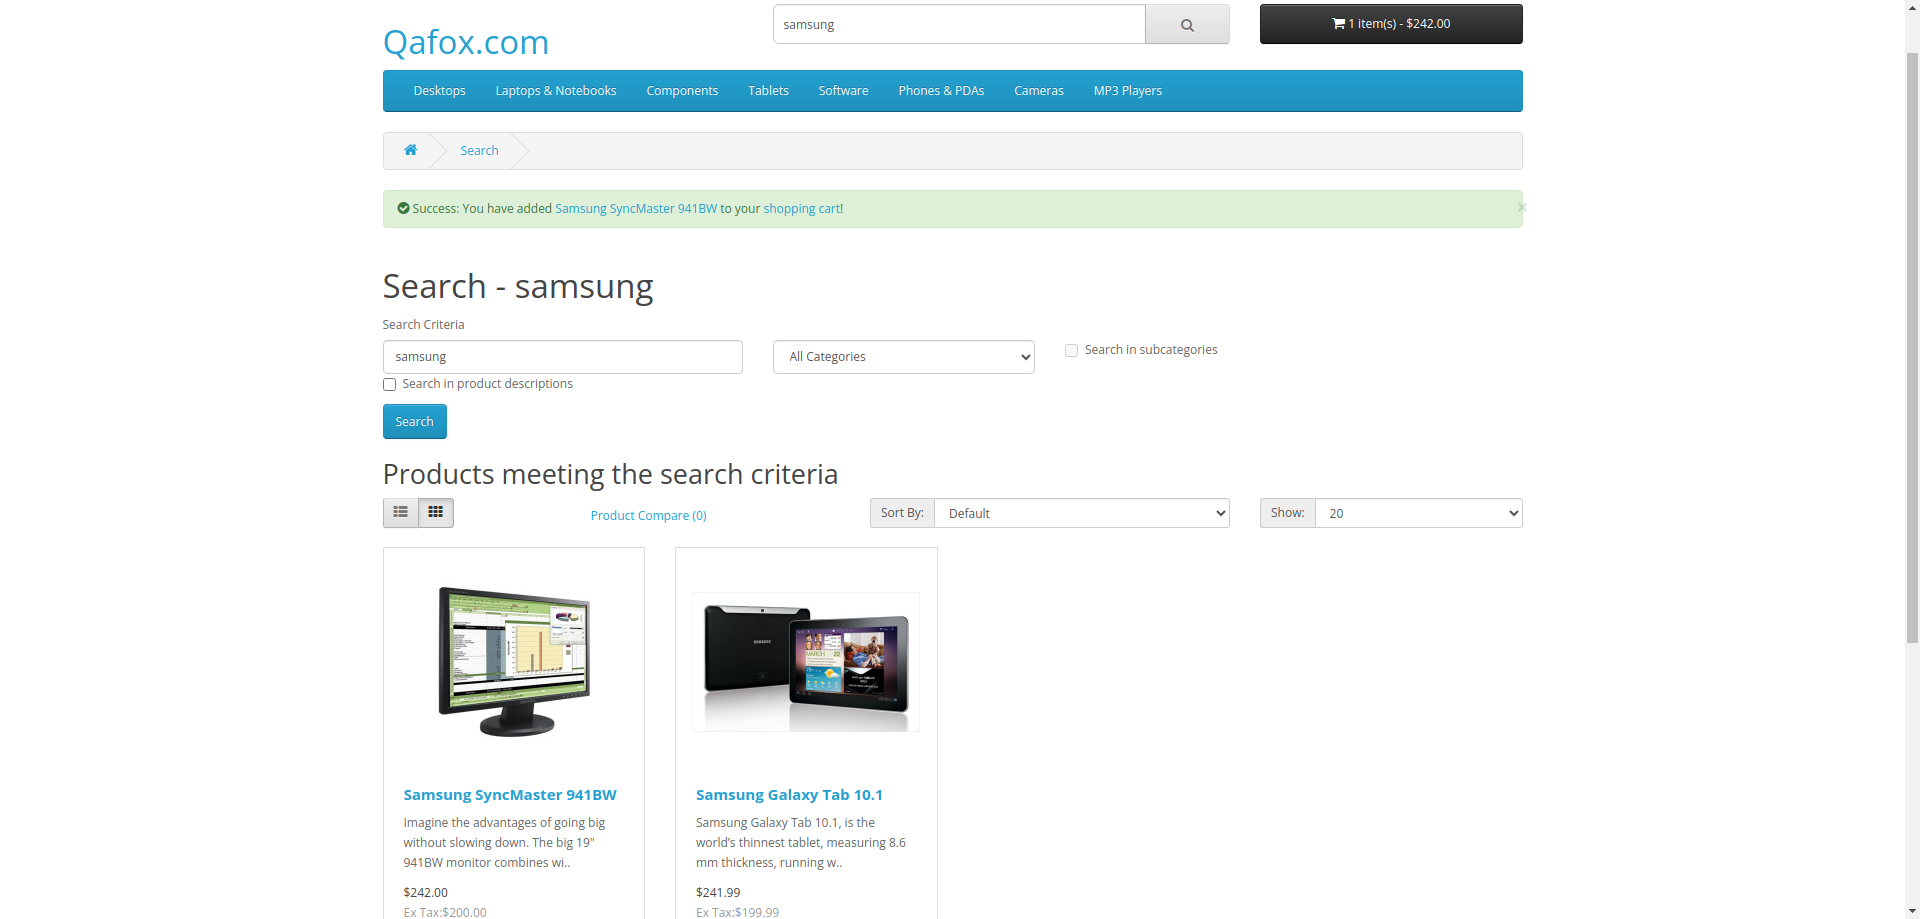 samsung
1 item(s) - $242.00
Qafox.com
Desktops
Laptops & Notebooks
Components
Tablets
Software
Phones & PDAs
Cameras
MP3 Players
Search
Success: You have added Samsung SyncMaster 941BW to your shopping cart!
×
Search - samsung
Search Criteria
samsung
All Categories
Search in subcategories
Search in product descriptions
Search
Products meeting the search criteria
Product Compare (0)
Sort By:
Default
Show:
20
SAMSUNG
MARCH 22
Samsung SyncMaster 941BW
Imagine the advantages of going big
without slowing down. The big 19"
941BW monitor combines wi..
$242.00
Ex Tax:$200.00
Samsung Galaxy Tab 10.1
Samsung Galaxy Tab 10.1, is the
world’s thinnest tablet, measuring 8.6
mm thickness, running w..
$241.99
Ex Tax:$199.99